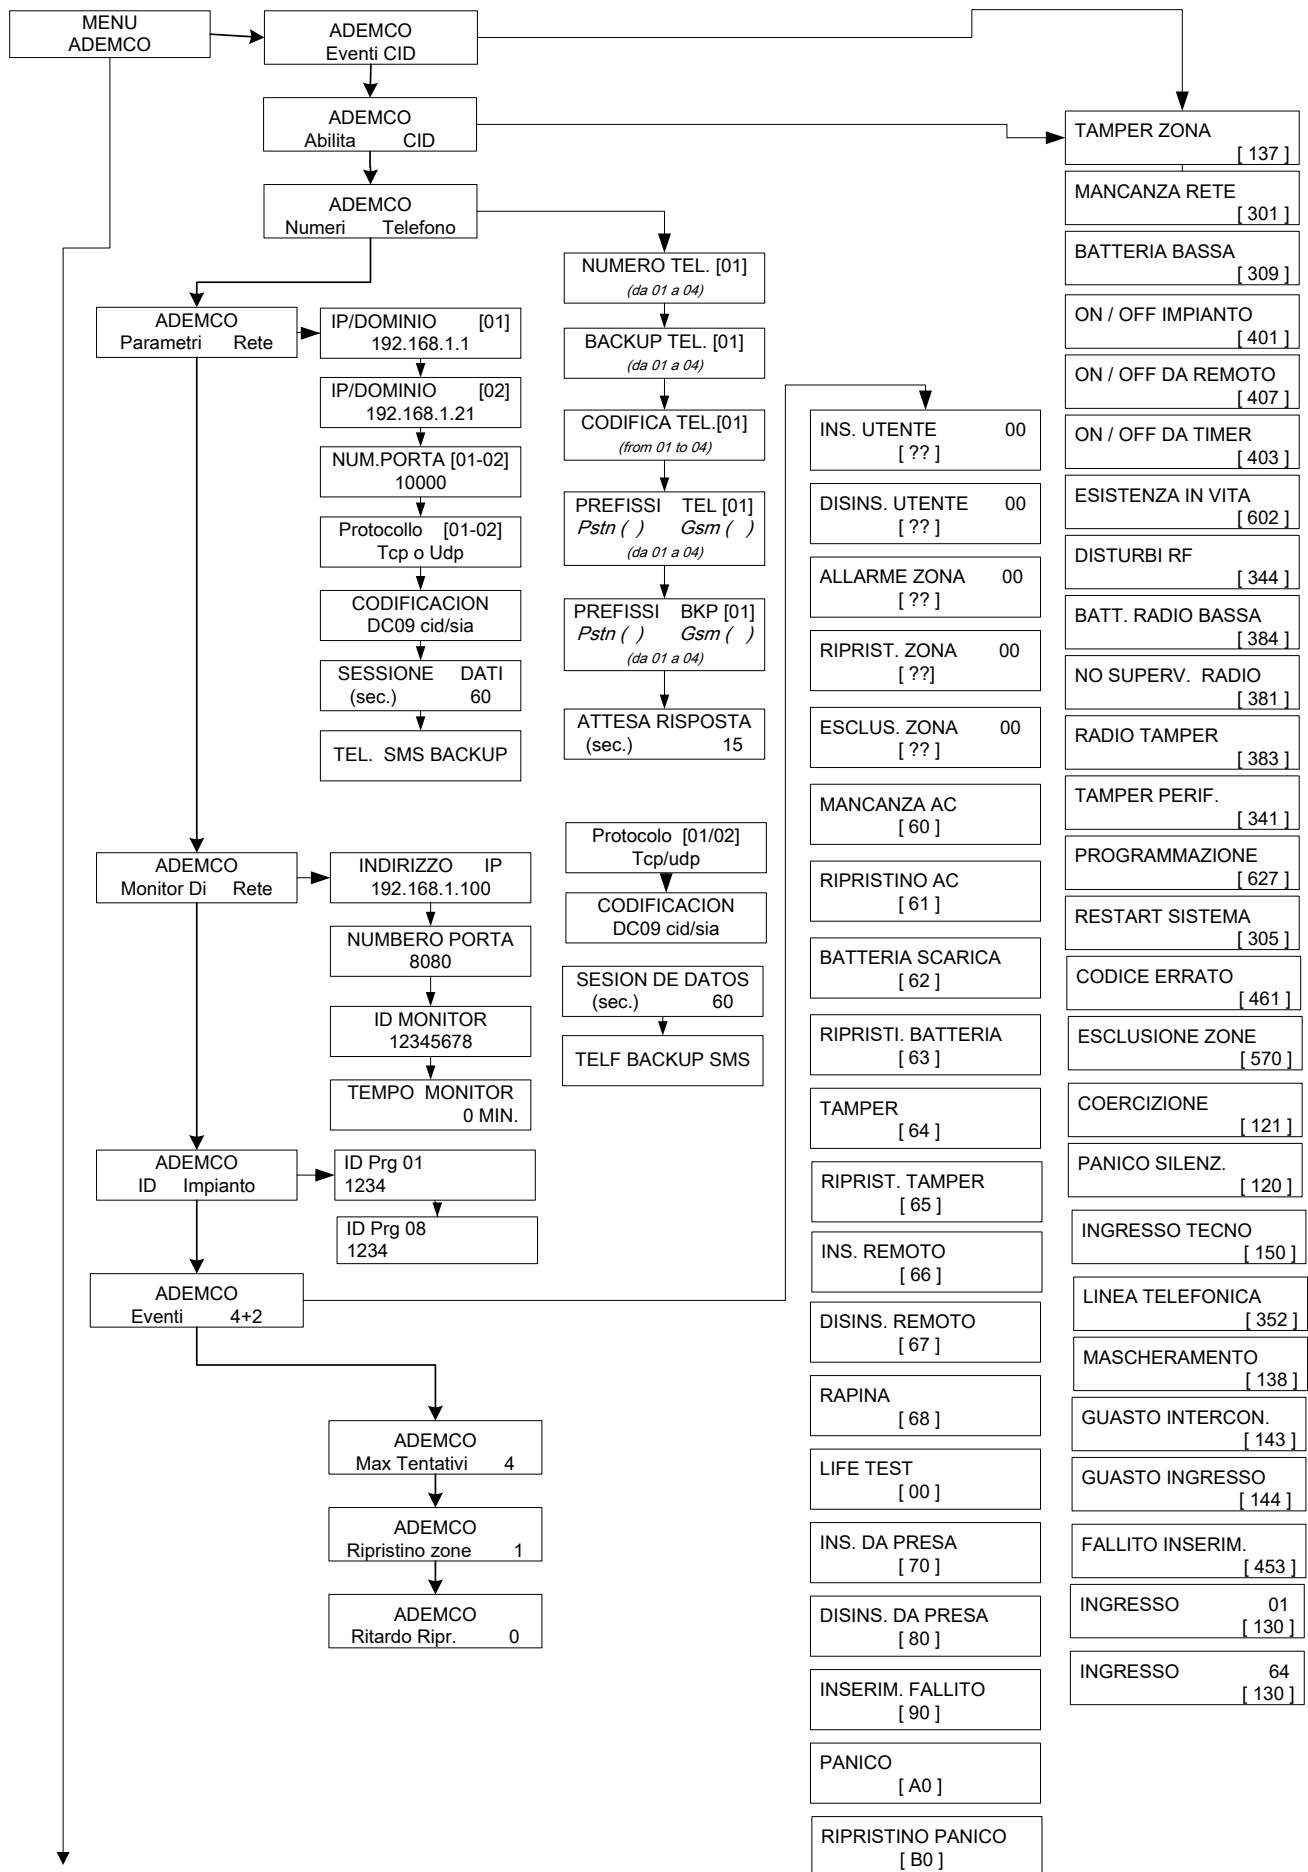 MENU
ADEMCO
ADEMCO
Eventi CID
ADEMCO
Abilita CID
ADEMCO
Numeri Telefono
ADEMCO
Parametri Rete
IP/DOMINIO [01]
192.168.1.1
IP/DOMINIO [02]
192.168.1.21
NUM.PORTA [01-02]
10000
Protocollo [01-02]
Tcp o Udp
CODIFICACION
DC09 cid/sia
SESSIONE DATI
(sec.) 60
TEL. SMS BACKUP
NUMERO TEL. [01]
(da 01 a 04)
BACKUP TEL. [01]
(da 01 a 04)
CODIFICA TEL.[01]
(from 01 to 04)
PREFISSI TEL [01]
Pstn ( ) Gsm ( )
(da 01 a 04)
PREFISSI BKP [01]
Pstn ( ) Gsm ( )
(da 01 a 04)
ATTESA RISPOSTA
(sec.) 15
ADEMCO
Monitor Di Rete
INDIRIZZO IP
192.168.1.100
NUMBERO PORTA
8080
ID MONITOR
12345678
TEMPO MONITOR
0 MIN.
Protocolo [01/02]
Tcp/udp
CODIFICACION
DC09 cid/sia
SESION DE DATOS
(sec.) 60
TELF BACKUP SMS
ADEMCO
ID Impianto
ID Prg 01
1234
ID Prg 08
1234
ADEMCO
Eventi 4+2
ADEMCO
Max Tentativi 4
ADEMCO
Ripristino zone 1
ADEMCO
Ritardo Ripr. 0
INS. UTENTE 00
[ ?? ]
DISINS. UTENTE 00
[ ?? ]
ALLARME ZONA 00
[ ?? ]
RIPRIST. ZONA 00
[ ??]
ESCLUS. ZONA 00
[ ?? ]
MANCANZA AC
[ 60 ]
RIPRISTINO AC
[ 61 ]
BATTERIA SCARICA
[ 62 ]
RIPRISTI. BATTERIA
[ 63 ]
TAMPER
[ 64 ]
RIPRIST. TAMPER
[ 65 ]
INS. REMOTO
[ 66 ]
DISINS. REMOTO
[ 67 ]
RAPINA
[ 68 ]
LIFE TEST
[ 00 ]
INS. DA PRESA
[ 70 ]
DISINS. DA PRESA
[ 80 ]
INSERIM. FALLITO
[ 90 ]
PANICO
[ A0 ]
RIPRISTINO PANICO
[ B0 ]
TAMPER ZONA
[ 137 ]
MANCANZA RETE
[ 301 ]
BATTERIA BASSA
[ 309 ]
ON / OFF IMPIANTO
[ 401 ]
ON / OFF DA REMOTO
[ 407 ]
ON / OFF DA TIMER
[ 403 ]
ESISTENZA IN VITA
[ 602 ]
DISTURBI RF
[ 344 ]
BATT. RADIO BASSA
[ 384 ]
NO SUPERV. RADIO
[ 381 ]
RADIO TAMPER
[ 383 ]
TAMPER PERIF.
[ 341 ]
PROGRAMMAZIONE
[ 627 ]
RESTART SISTEMA
[ 305 ]
CODICE ERRATO
[ 461 ]
ESCLUSIONE ZONE
[ 570 ]
COERCIZIONE
[ 121 ]
PANICO SILENZ.
[ 120 ]
INGRESSO TECNO
[ 150 ]
LINEA TELEFONICA
[ 352 ]
MASCHERAMENTO
[ 138 ]
GUASTO INTERCON.
[ 143 ]
GUASTO INGRESSO
[ 144 ]
FALLITO INSERIM.
[ 453 ]
INGRESSO 01
[ 130 ]
INGRESSO 64
[ 130 ]